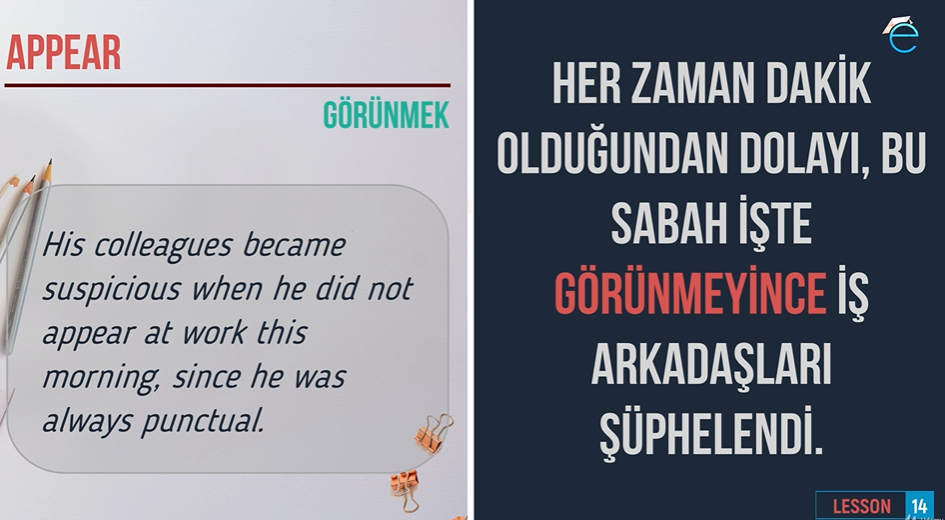 APPEAR
GÖRÜNMEK
His colleagues became
suspicious when he did not
appear at work this
morning, since he was
always punctual.
HER ZAMAN DAKİK
OLDUĞUNDAN DOLAYI, BU
SABAH İŞTE
GÖRÜNMEYİNCE İŞ
ARKADAŞLARI
ŞÜPHELENDİ.
LESSON 14